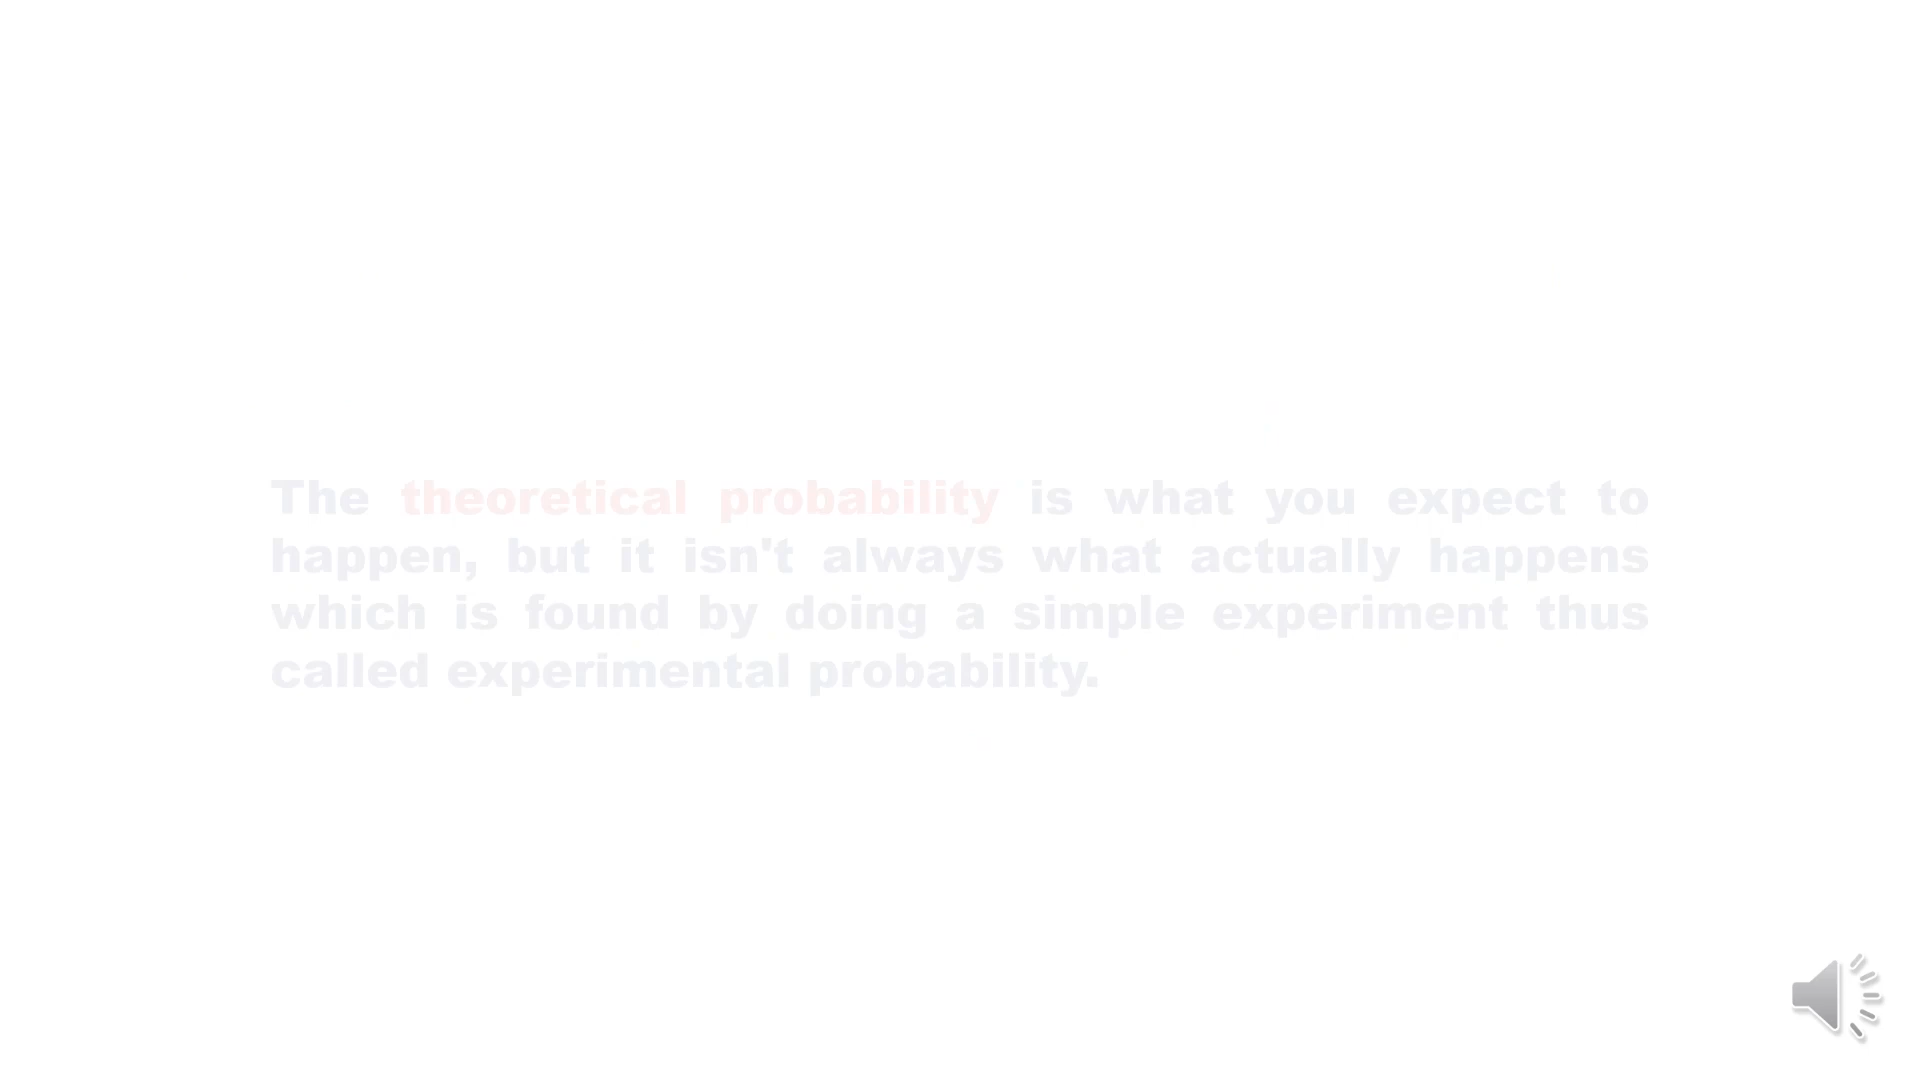 The theoretical probability is what you expect to
happen, but it isn't always what actually happens
which is found by doing a simple experiment thus
called experimental probability.